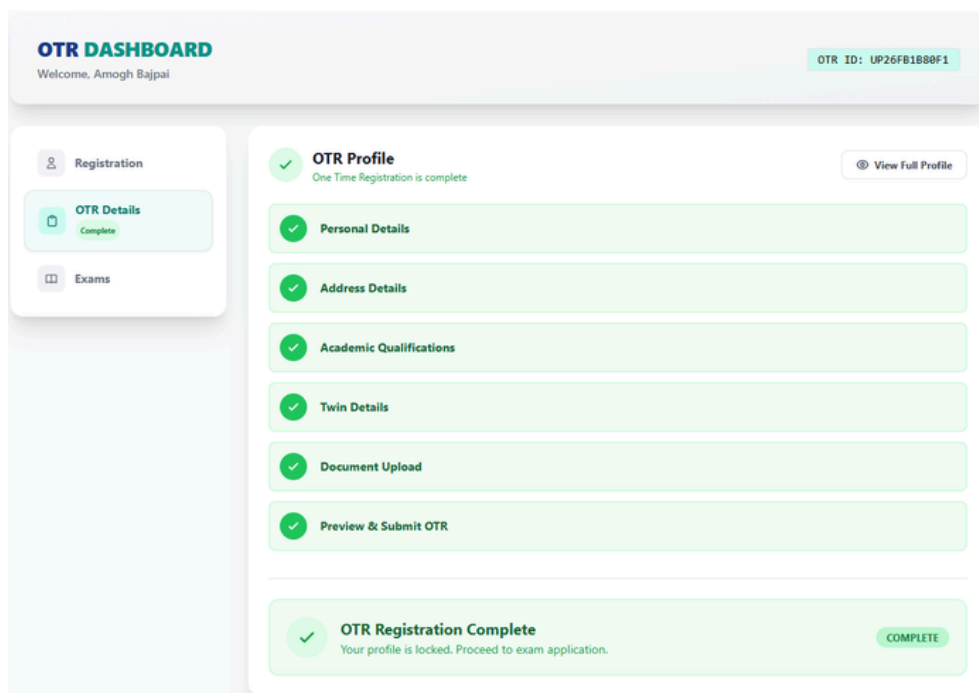 OTR DASHBOARD
Welcome, Amogh Bajpai
OTR ID: UP26FB1B80F1
Registration
OTR Details
Complete
Exams
OTR Profile
One Time Registration is complete
View Full Profile
Personal Details
Address Details
Academic Qualifications
Twin Details
Document Upload
Preview & Submit OTR
OTR Registration Complete
Your profile is locked. Proceed to exam application.
COMPLETE